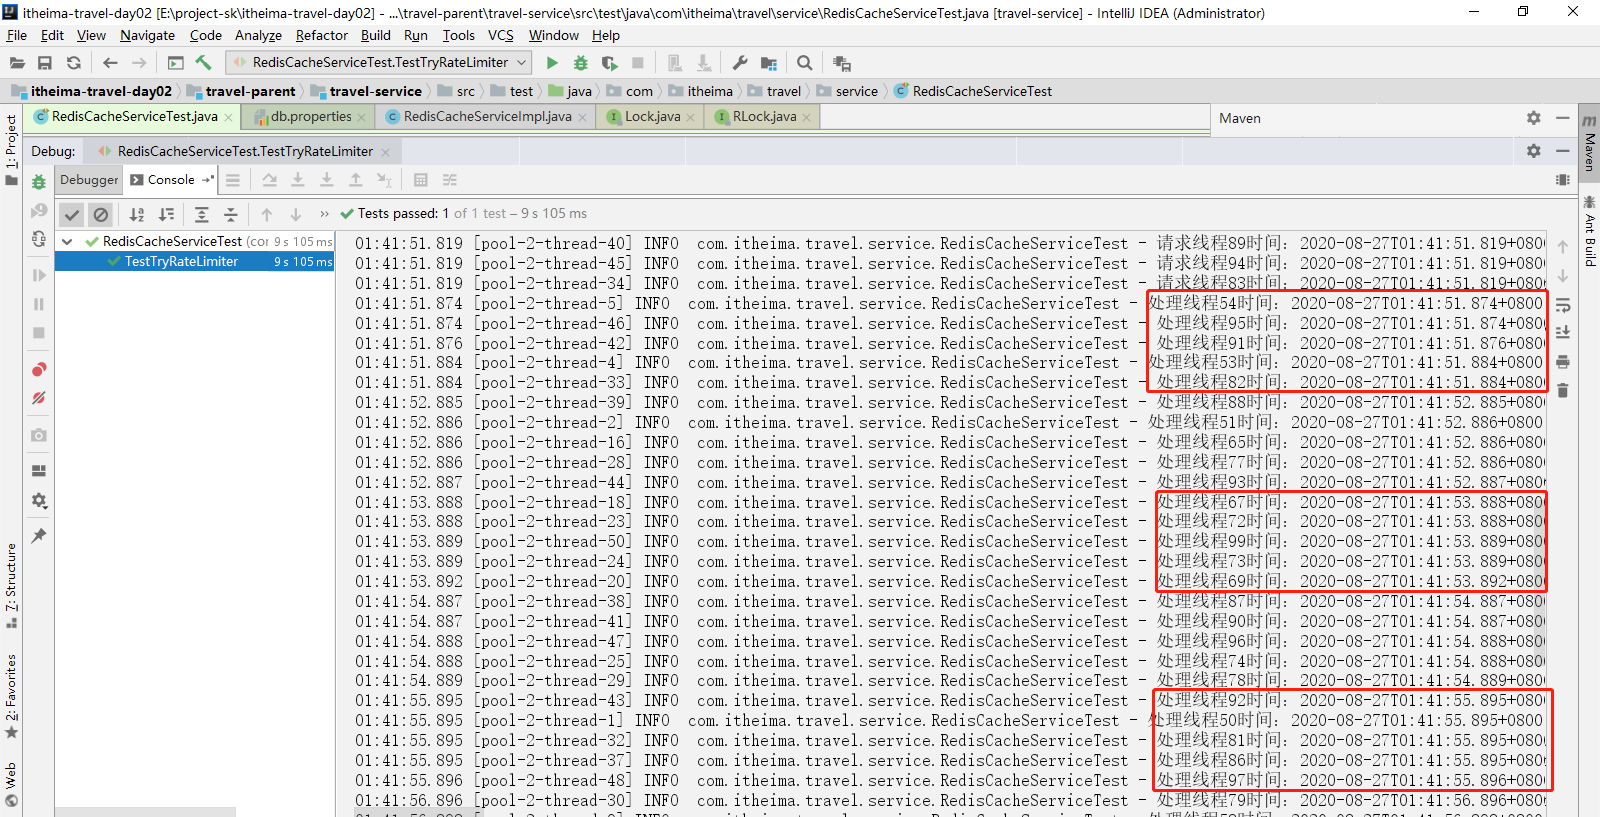 itheima-travel-day02 [E:\project-sk\itheima-travel-day02] - ...\travel-parent\travel-service\src\test\java\com\itheima\travel\service\RedisCacheServiceTest.java [travel-service] - IntelliJ IDEA (Administrator)
File Edit View Navigate Code Analyze Refactor Build Run Tools VCS Window Help
RedisCacheServiceTest.TestTryRateLimiter
itheima-travel-day02 travel-parent travel-service src test java com itheima travel service RedisCacheServiceTest
RedisCacheServiceTest.java db.properties RedisCacheServiceImpl.java Lock.java RLock.java Maven
Debug: RedisCacheServiceTest.TestTryRateLimiter
Debugger Console
Tests passed: 1 of 1 test – 9 s 105 ms
RedisCacheServiceTest (cor 9 s 105 ms
TestTryRateLimiter 9 s 105 ms
01:41:51.819 [pool-2-thread-40] INFO  com.itheima.travel.service.RedisCacheServiceTest - 请求线程89时间：2020-08-27T01:41:51.819+080
01:41:51.819 [pool-2-thread-45] INFO  com.itheima.travel.service.RedisCacheServiceTest - 请求线程94时间：2020-08-27T01:41:51.819+080
01:41:51.819 [pool-2-thread-34] INFO  com.itheima.travel.service.RedisCacheServiceTest - 请求线程83时间：2020-08-27T01:41:51.819+080
01:41:51.874 [pool-2-thread-5] INFO  com.itheima.travel.service.RedisCacheServiceTest - 处理线程54时间：2020-08-27T01:41:51.874+0800
01:41:51.874 [pool-2-thread-46] INFO  com.itheima.travel.service.RedisCacheServiceTest - 处理线程95时间：2020-08-27T01:41:51.874+080
01:41:51.876 [pool-2-thread-42] INFO  com.itheima.travel.service.RedisCacheServiceTest - 处理线程91时间：2020-08-27T01:41:51.876+080
01:41:51.884 [pool-2-thread-4] INFO  com.itheima.travel.service.RedisCacheServiceTest - 处理线程53时间：2020-08-27T01:41:51.884+0800
01:41:51.884 [pool-2-thread-33] INFO  com.itheima.travel.service.RedisCacheServiceTest - 处理线程82时间：2020-08-27T01:41:51.884+080
01:41:52.885 [pool-2-thread-39] INFO  com.itheima.travel.service.RedisCacheServiceTest - 处理线程88时间：2020-08-27T01:41:52.885+080
01:41:52.886 [pool-2-thread-2] INFO  com.itheima.travel.service.RedisCacheServiceTest - 处理线程51时间：2020-08-27T01:41:52.886+0800
01:41:52.886 [pool-2-thread-16] INFO  com.itheima.travel.service.RedisCacheServiceTest - 处理线程65时间：2020-08-27T01:41:52.886+080
01:41:52.886 [pool-2-thread-28] INFO  com.itheima.travel.service.RedisCacheServiceTest - 处理线程77时间：2020-08-27T01:41:52.886+080
01:41:52.887 [pool-2-thread-44] INFO  com.itheima.travel.service.RedisCacheServiceTest - 处理线程93时间：2020-08-27T01:41:52.887+080
01:41:53.888 [pool-2-thread-18] INFO  com.itheima.travel.service.RedisCacheServiceTest - 处理线程67时间：2020-08-27T01:41:53.888+080
01:41:53.888 [pool-2-thread-23] INFO  com.itheima.travel.service.RedisCacheServiceTest - 处理线程72时间：2020-08-27T01:41:53.888+080
01:41:53.889 [pool-2-thread-50] INFO  com.itheima.travel.service.RedisCacheServiceTest - 处理线程99时间：2020-08-27T01:41:53.889+080
01:41:53.889 [pool-2-thread-24] INFO  com.itheima.travel.service.RedisCacheServiceTest - 处理线程73时间：2020-08-27T01:41:53.889+080
01:41:53.892 [pool-2-thread-20] INFO  com.itheima.travel.service.RedisCacheServiceTest - 处理线程69时间：2020-08-27T01:41:53.892+080
01:41:54.887 [pool-2-thread-38] INFO  com.itheima.travel.service.RedisCacheServiceTest - 处理线程87时间：2020-08-27T01:41:54.887+080
01:41:54.887 [pool-2-thread-41] INFO  com.itheima.travel.service.RedisCacheServiceTest - 处理线程90时间：2020-08-27T01:41:54.887+080
01:41:54.888 [pool-2-thread-47] INFO  com.itheima.travel.service.RedisCacheServiceTest - 处理线程96时间：2020-08-27T01:41:54.888+080
01:41:54.888 [pool-2-thread-25] INFO  com.itheima.travel.service.RedisCacheServiceTest - 处理线程74时间：2020-08-27T01:41:54.888+080
01:41:54.889 [pool-2-thread-29] INFO  com.itheima.travel.service.RedisCacheServiceTest - 处理线程78时间：2020-08-27T01:41:54.889+080
01:41:55.895 [pool-2-thread-43] INFO  com.itheima.travel.service.RedisCacheServiceTest - 处理线程92时间：2020-08-27T01:41:55.895+080
01:41:55.895 [pool-2-thread-1] INFO  com.itheima.travel.service.RedisCacheServiceTest - 处理线程50时间：2020-08-27T01:41:55.895+0800
01:41:55.895 [pool-2-thread-32] INFO  com.itheima.travel.service.RedisCacheServiceTest - 处理线程81时间：2020-08-27T01:41:55.895+080
01:41:55.895 [pool-2-thread-37] INFO  com.itheima.travel.service.RedisCacheServiceTest - 处理线程86时间：2020-08-27T01:41:55.895+080
01:41:55.896 [pool-2-thread-48] INFO  com.itheima.travel.service.RedisCacheServiceTest - 处理线程97时间：2020-08-27T01:41:55.896+080
01:41:56.896 [pool-2-thread-30] INFO  com.itheima.travel.service.RedisCacheServiceTest - 处理线程79时间：2020-08-27T01:41:56.896+080
1: Project
7: Structure
2: Favorites
Web
Maven
Ant Build